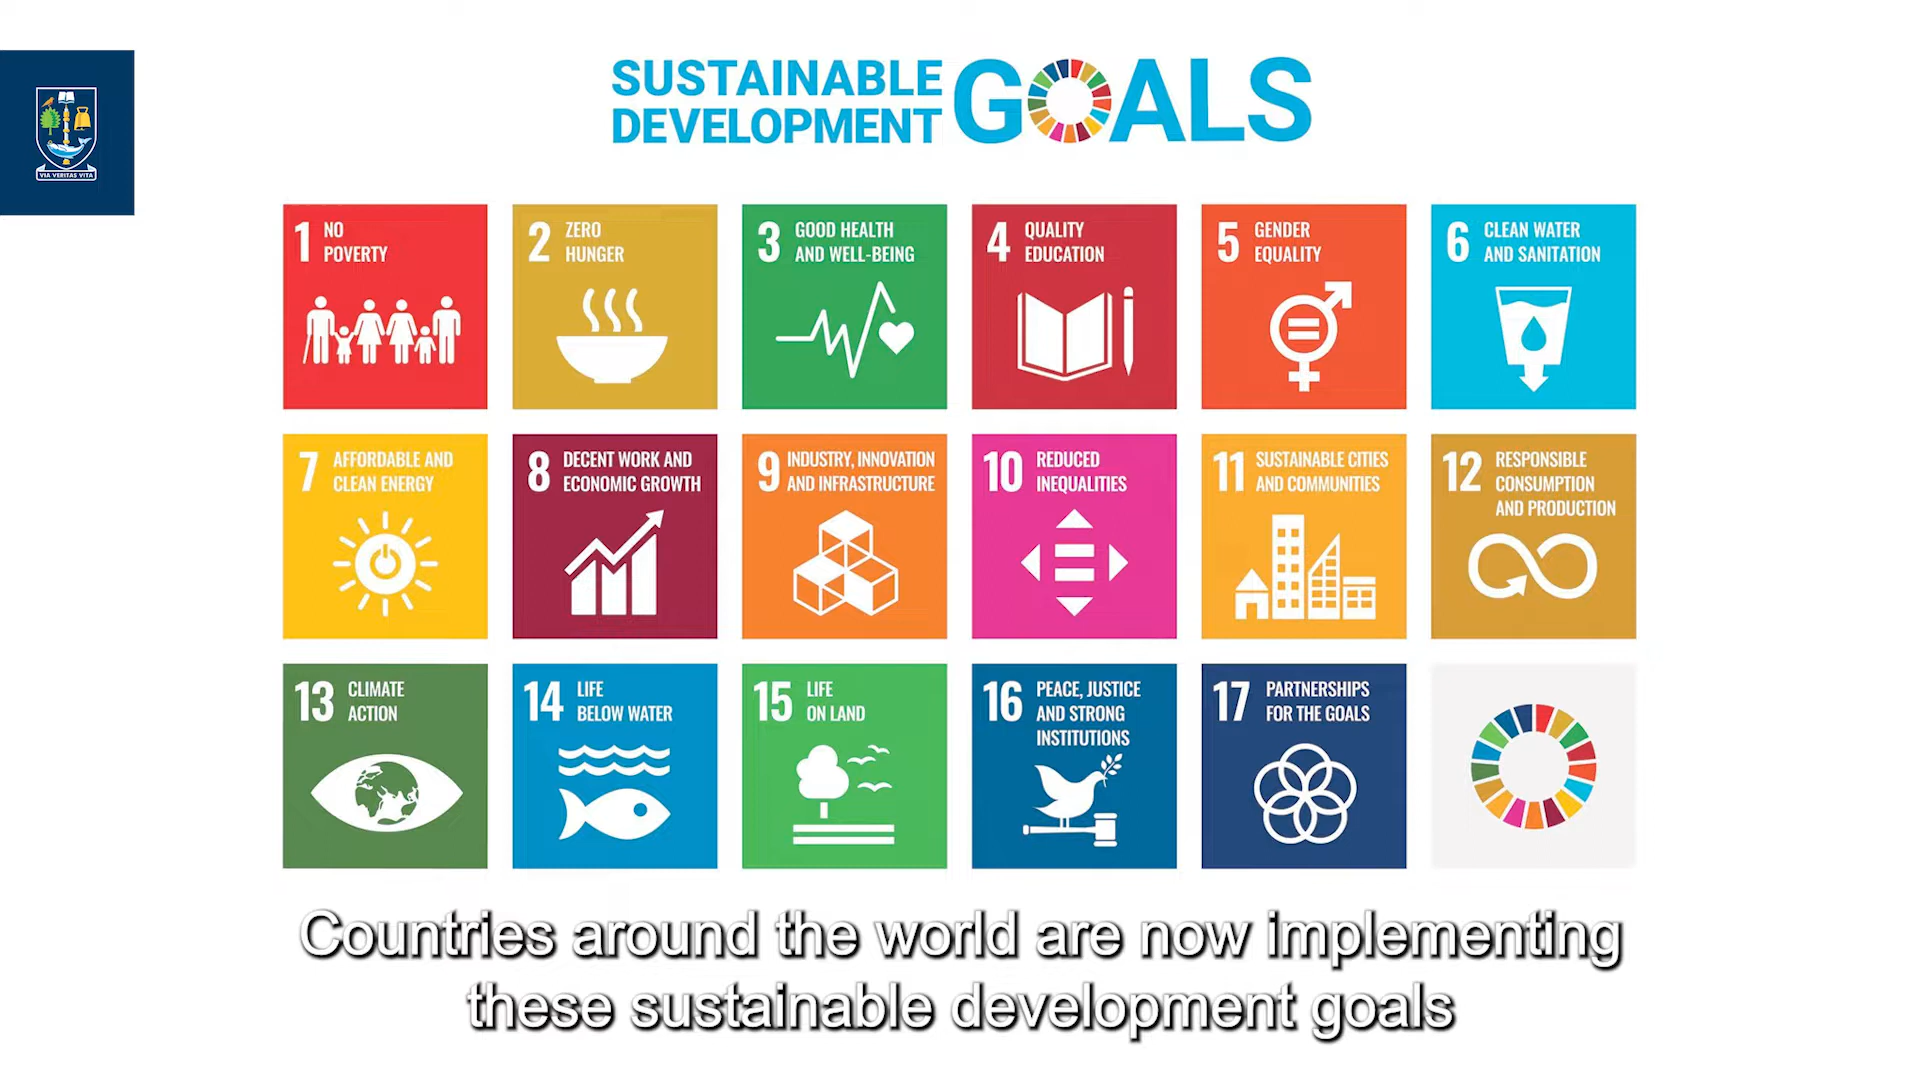 SUSTAINABLE
DEVELOPMENT
GOALS
VIA VERITAS VITA
1 NO
POVERTY
2 ZERO
HUNGER
3 GOOD HEALTH
AND WELL-BEING
4 QUALITY
EDUCATION
5 GENDER
EQUALITY
6 CLEAN WATER
AND SANITATION
7 AFFORDABLE AND
CLEAN ENERGY
8 DECENT WORK AND
ECONOMIC GROWTH
9 INDUSTRY, INNOVATION
AND INFRASTRUCTURE
10 REDUCED
INEQUALITIES
11 SUSTAINABLE CITIES
AND COMMUNITIES
12 RESPONSIBLE
CONSUMPTION
AND PRODUCTION
13 CLIMATE
ACTION
14 LIFE
BELOW WATER
15 LIFE
ON LAND
16 PEACE, JUSTICE
AND STRONG
INSTITUTIONS
17 PARTNERSHIPS
FOR THE GOALS
Countries around the world are now implementing
these sustainable development goals